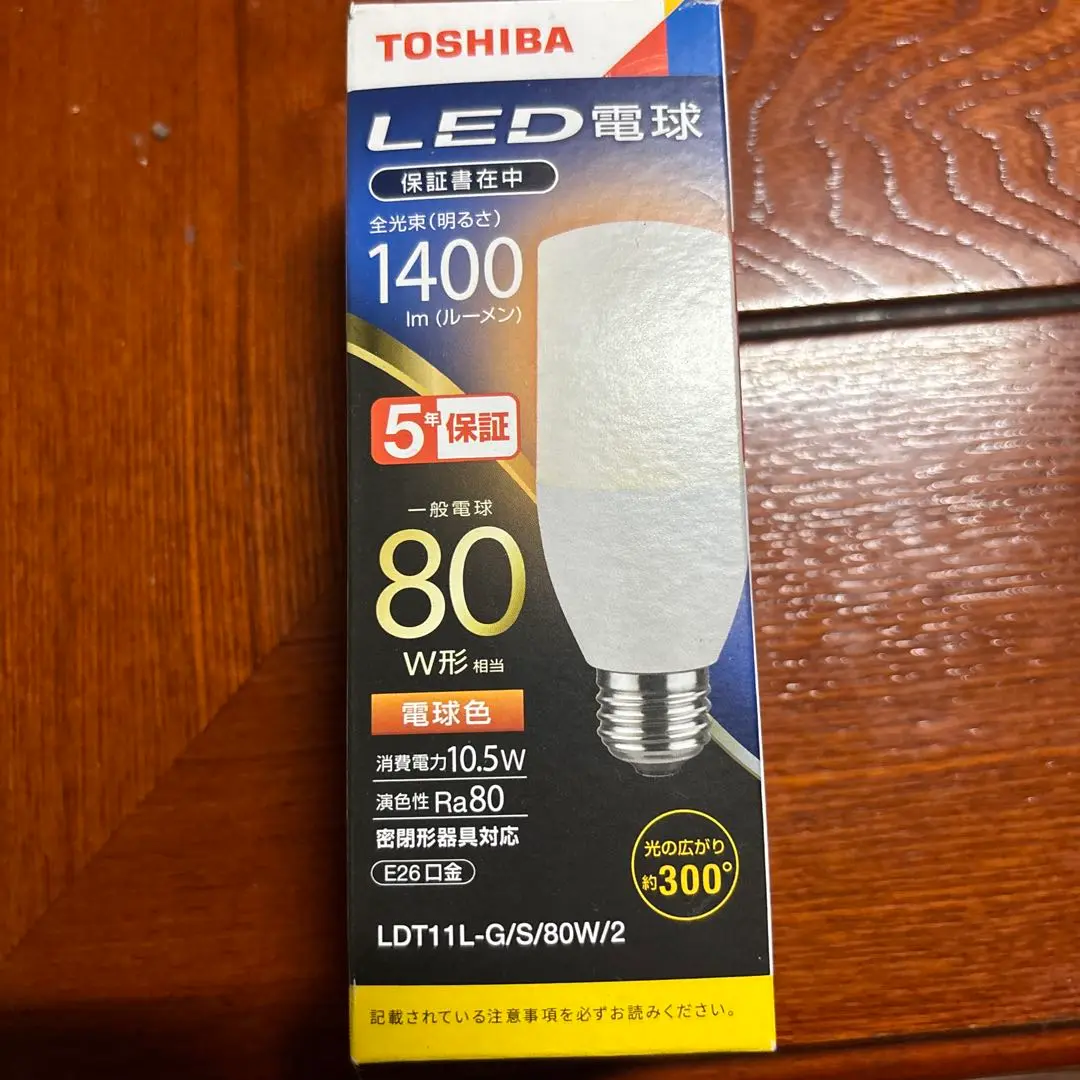 TOSHIBA
LED電球
保証書在中
全光束(明るさ)
1400
lm (ルーメン)
5年保証
一般電球
80
W形相当
電球色
消費電力10.5W
演色性 Ra80
密閉形器具対応
E26口金
光の広がり
約300°
LDT11L-G/S/80W/2
記載されている注意事項を必ずお読みください。